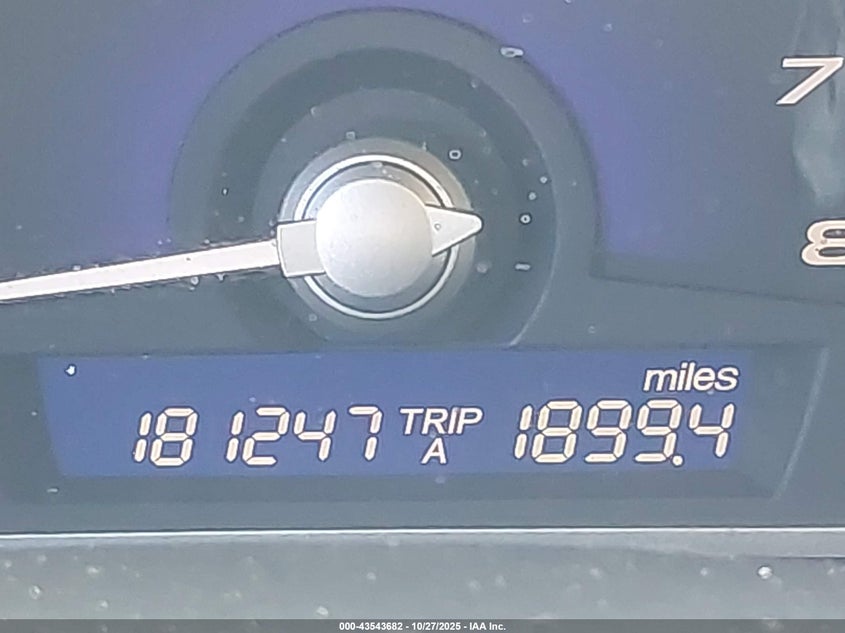 7
8
miles
181247 TRIP A 1899.4
000-43543682 - 10/27/2025 - IAA Inc.